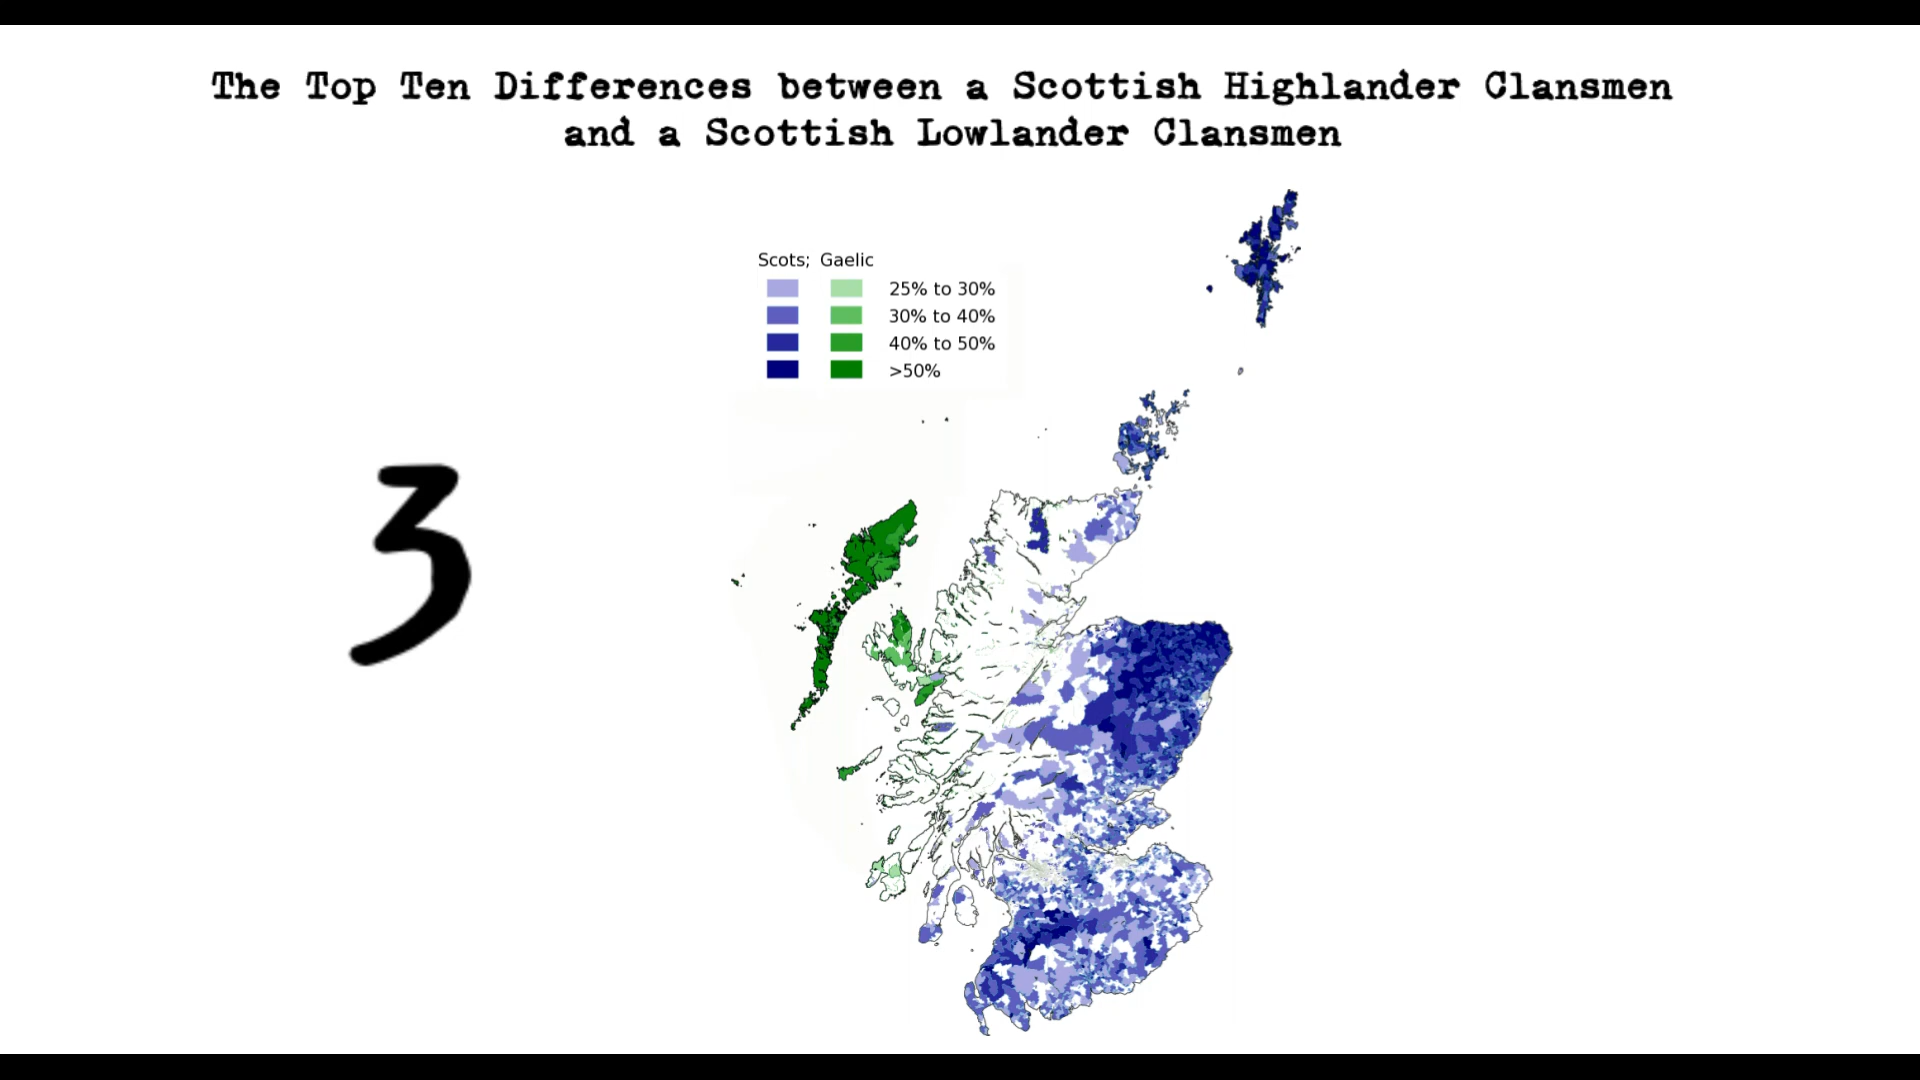 The Top Ten Differences between a Scottish Highlander Clansmen
and a Scottish Lowlander Clansmen
Scots; Gaelic
25% to 30%
30% to 40%
40% to 50%
>50%
3